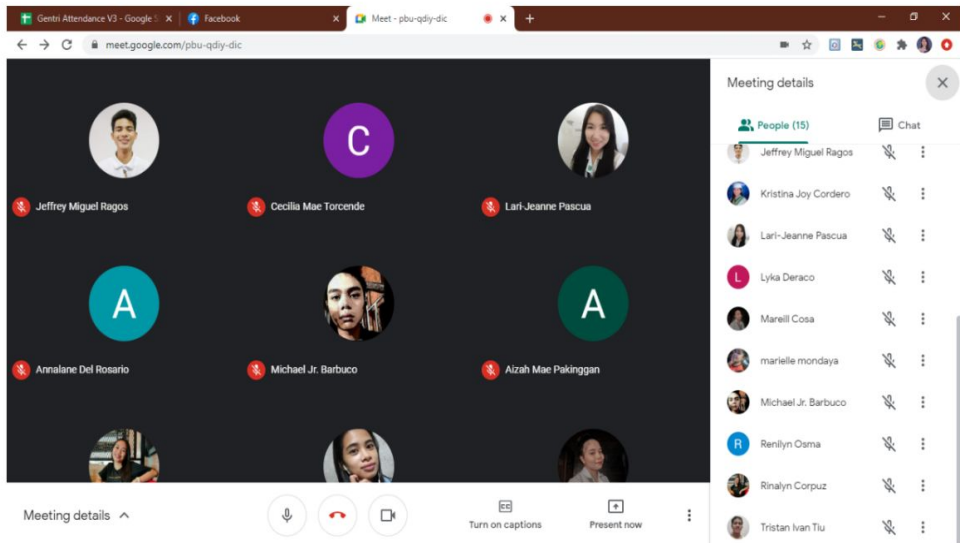 Gentri Attendance V3 - Google S
Facebook
Meet - pbu-qdiy-dic
meet.google.com/pbu-qdiy-dic
Jeffrey Miguel Ragos
C
Cecilia Mae Torcende
Lari-Jeanne Pascua
A
Annalane Del Rosario
Michael Jr. Barbuco
A
Aizah Mae Pakinggan
Meeting details
People (15)
Chat
Jeffrey Miguel Ragos
Kristina Joy Cordero
Lari-Jeanne Pascua
L
Lyka Deraco
Mareill Cosa
marielle mondaya
Michael Jr. Barbuco
R
Renilyn Osma
Rinalyn Corpuz
Tristan Ivan Tiu
Meeting details
CC
Turn on captions
Present now